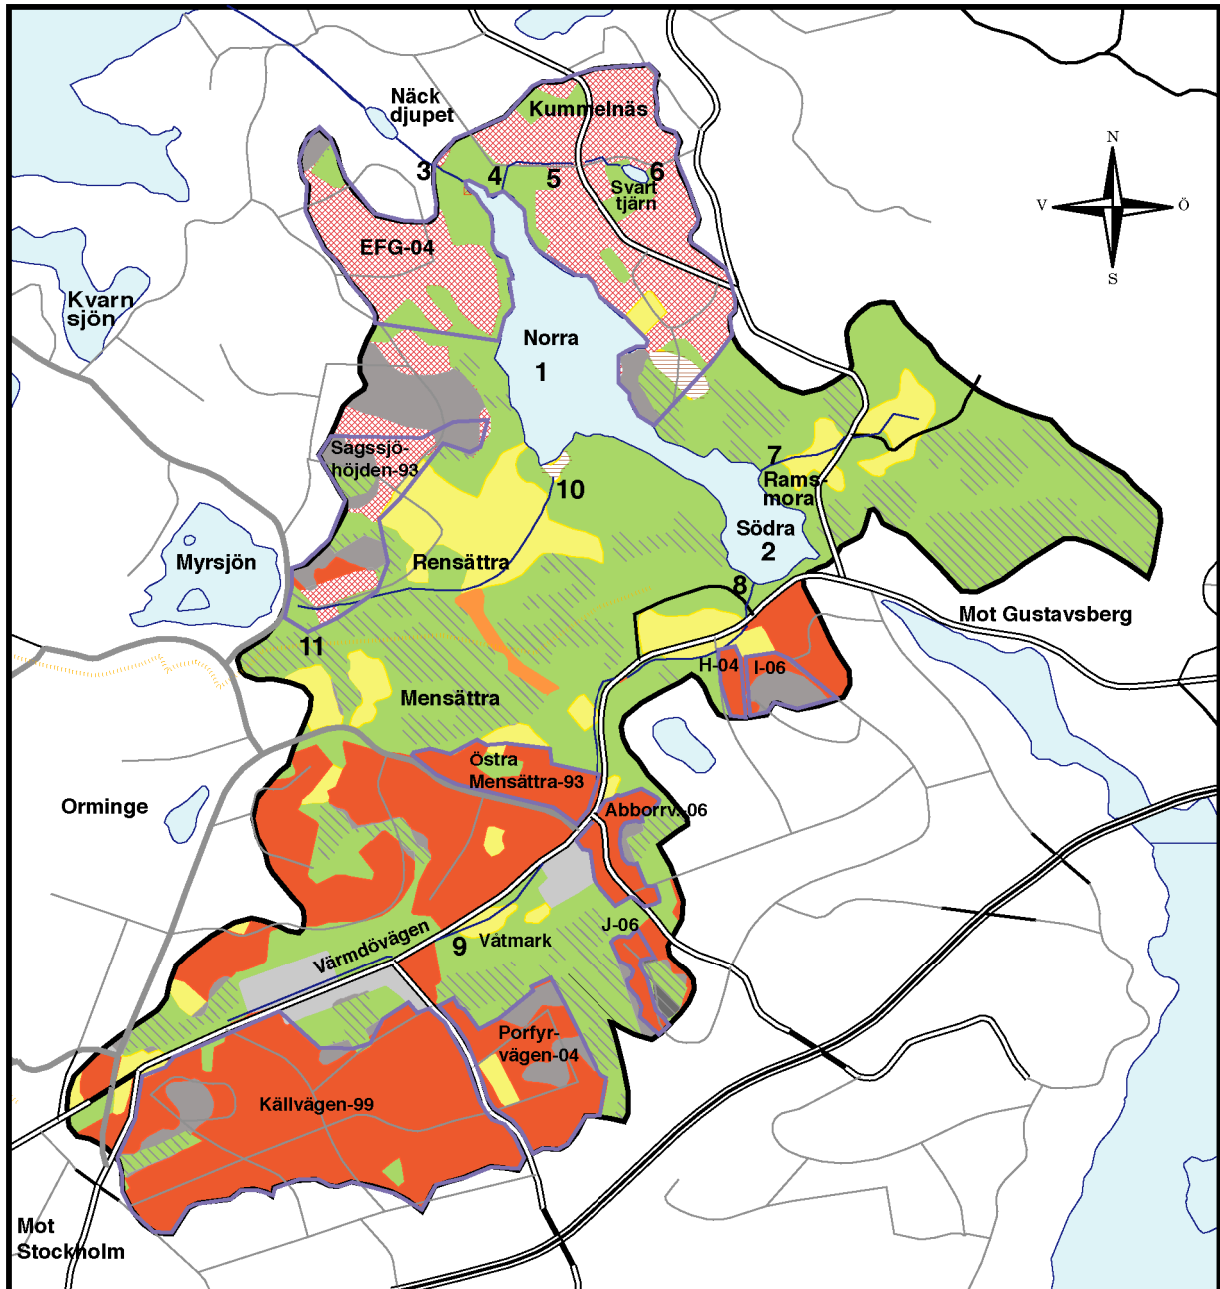 Näck
djupet
Kummelnäs
N
3
4
5
6
Svart
tjärn
V
Ö
S
EFG-04
Kvarn
sjön
Norra
1
Sagssjö-
höjden-93
7
Rams-
mora
10
Södra
2
Myrsjön
Rensättra
8
Mot Gustavsberg
11
H-04
I-06
Mensättra
Östra
Mensättra-93
Orminge
Abborrv.-06
J-06
Värmdövägen
9
Våtmark
Porfyr-
vägen-04
Källvägen-99
Mot
Stockholm